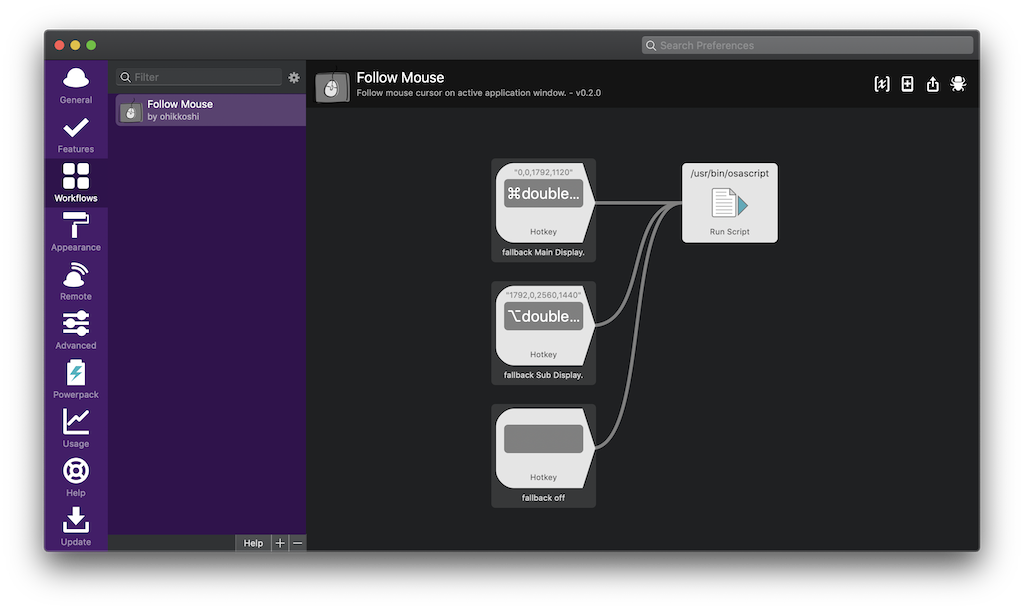 Search Preferences
General
Features
Workflows
Appearance
Remote
Advanced
Powerpack
Usage
Help
Update
Filter
Follow Mouse
by ohikkoshi
Help
Follow Mouse
Follow mouse cursor on active application window. - v0.2.0
"0,0,1792,1120"
⌘double...
Hotkey
fallback Main Display.
"1792,0,2560,1440"
⌥double...
Hotkey
fallback Sub Display.
Hotkey
fallback off
/usr/bin/osascript
Run Script